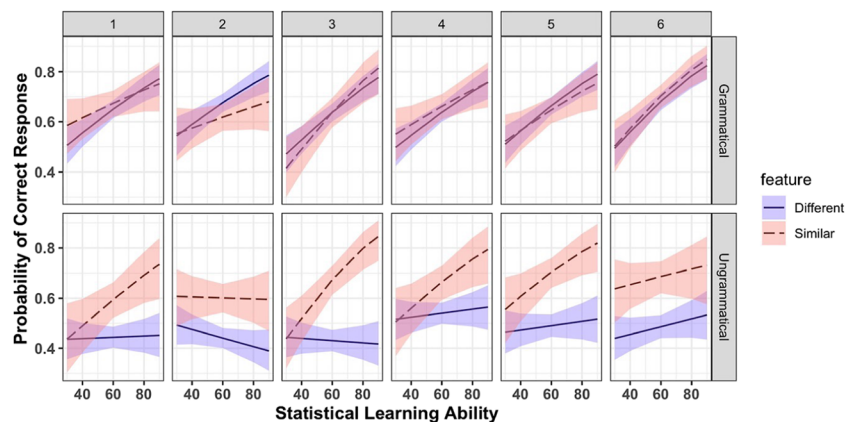 1 2 3 4 5 6
Probability of Correct Response
0.8
0.6
0.4
Grammatical
0.8
0.6
0.4
Ungrammatical
40 60 80 40 60 80 40 60 80 40 60 80 40 60 80 40 60 80
Statistical Learning Ability
feature
Different
Similar